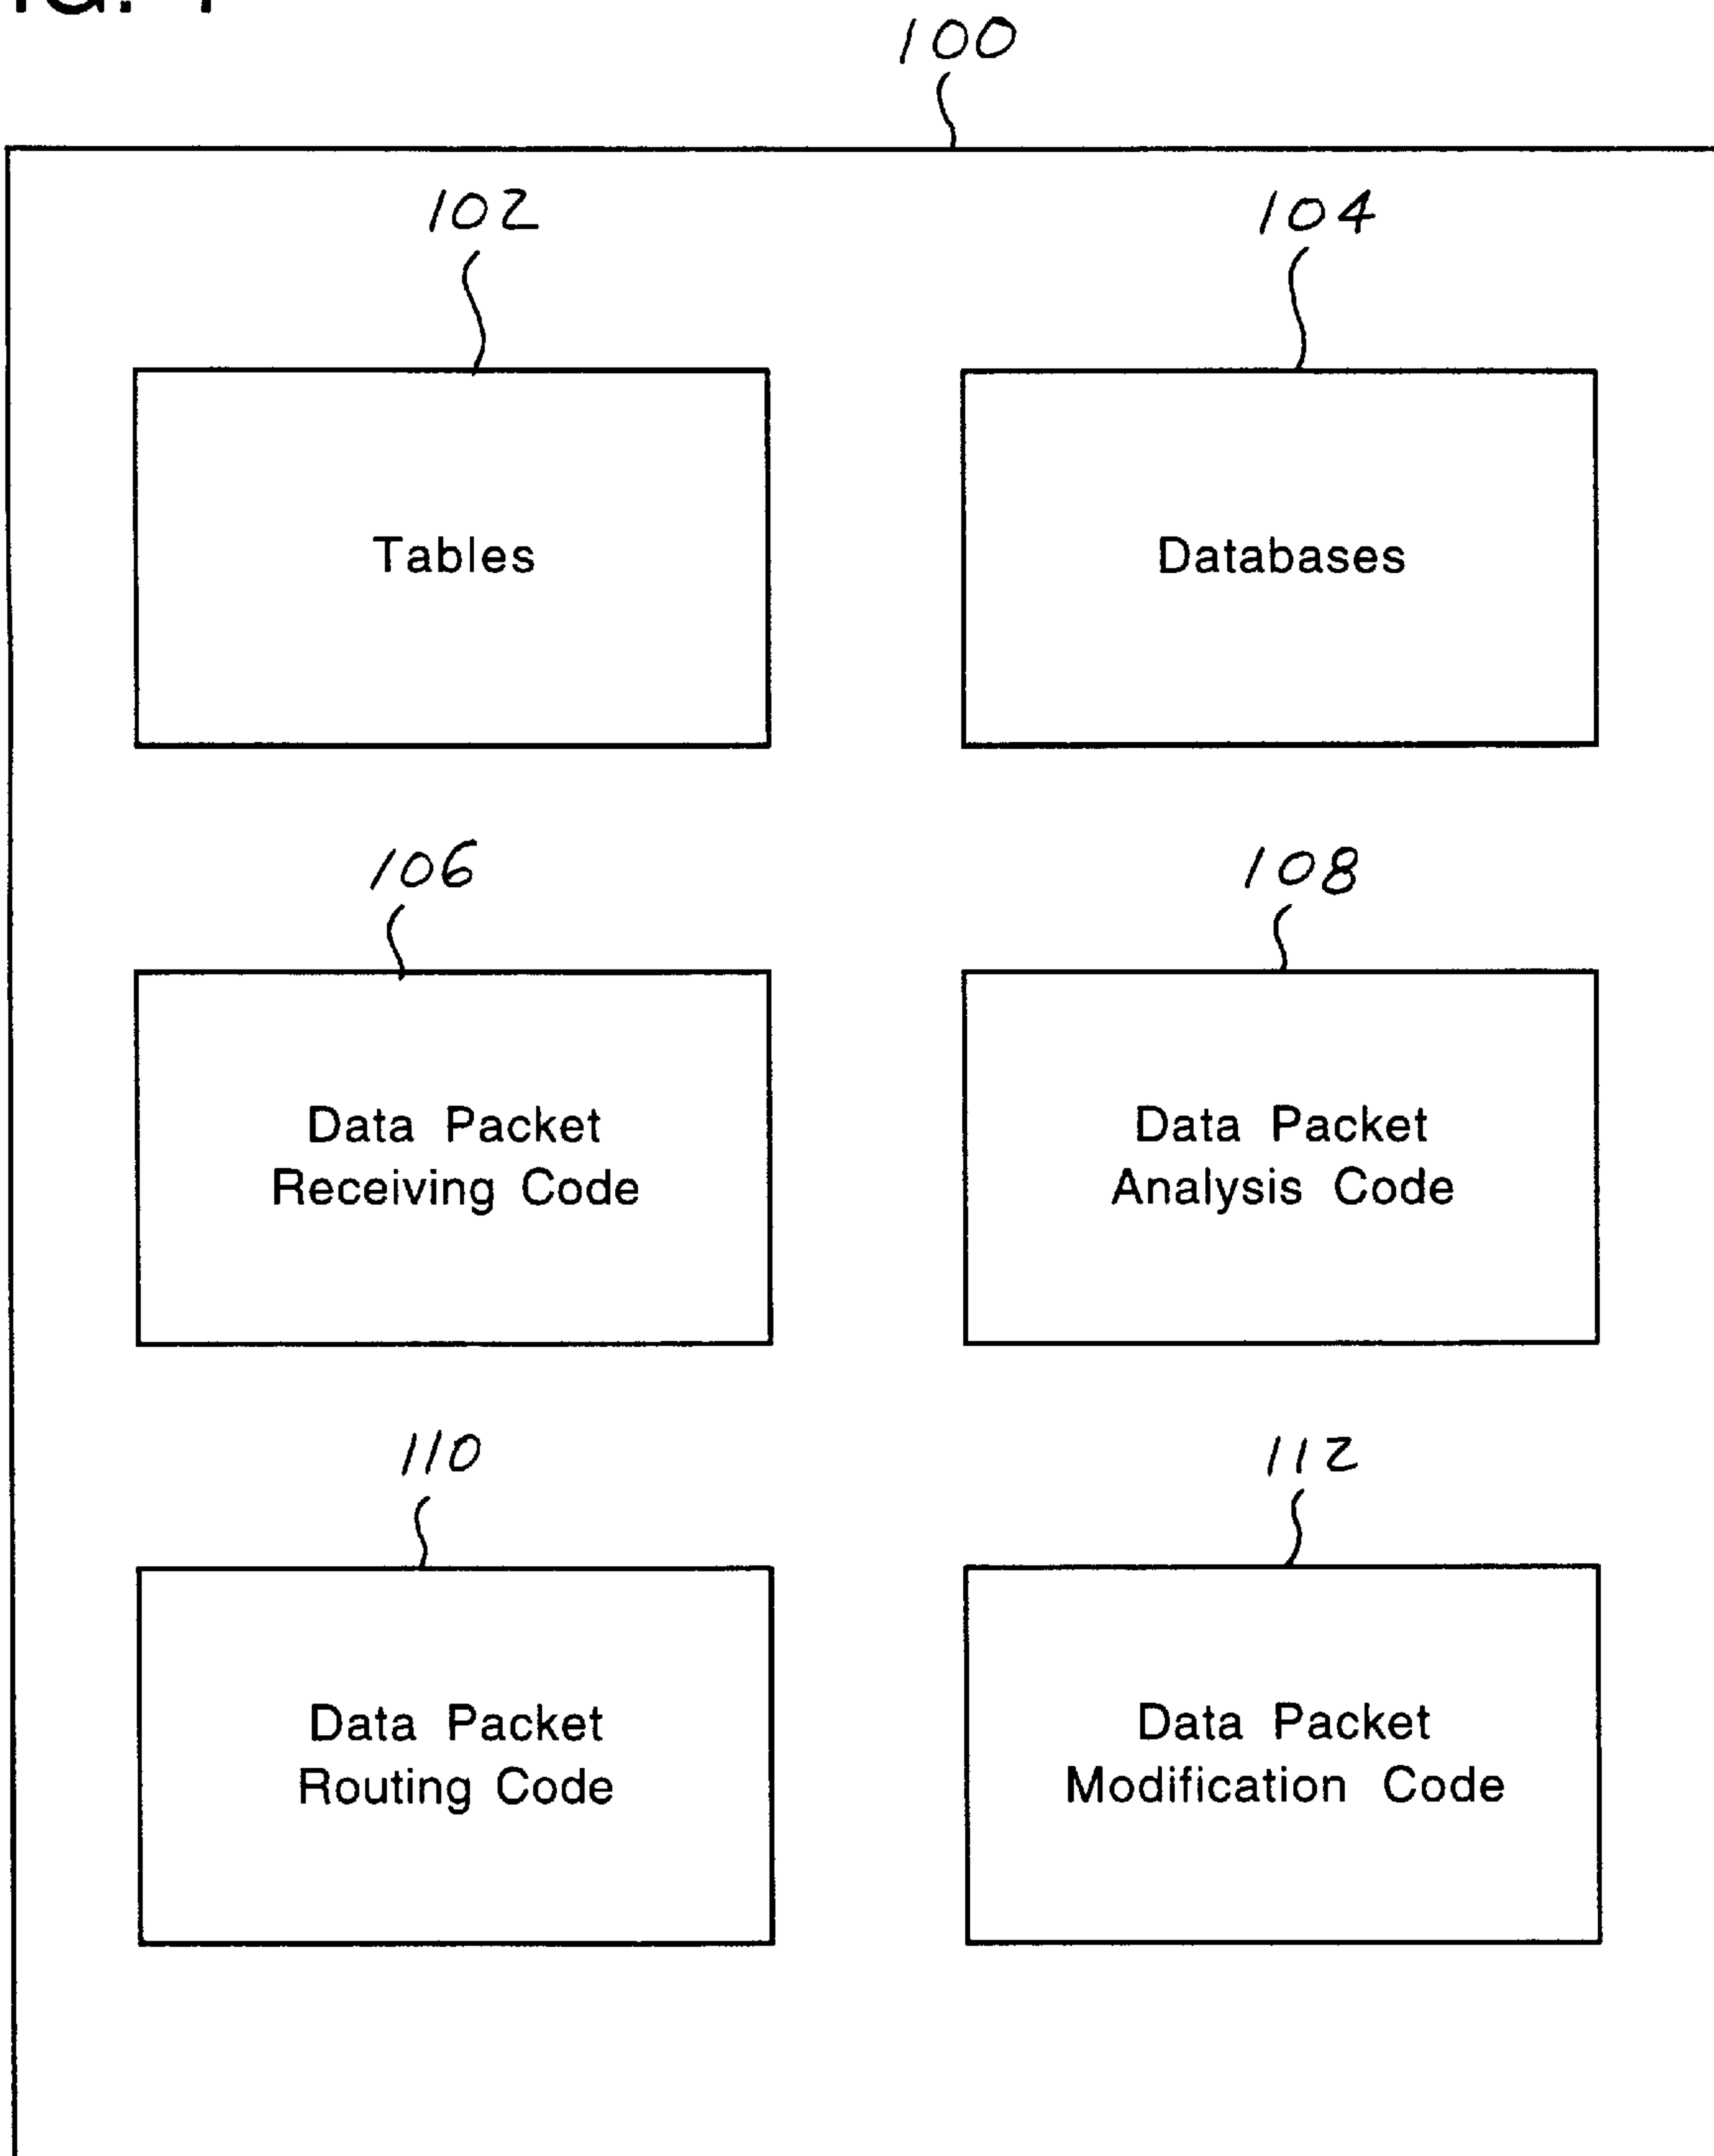 100
102
104
Tables
Databases
106
108
Data Packet
Receiving Code
Data Packet
Analysis Code
110
112
Data Packet
Routing Code
Data Packet
Modification Code